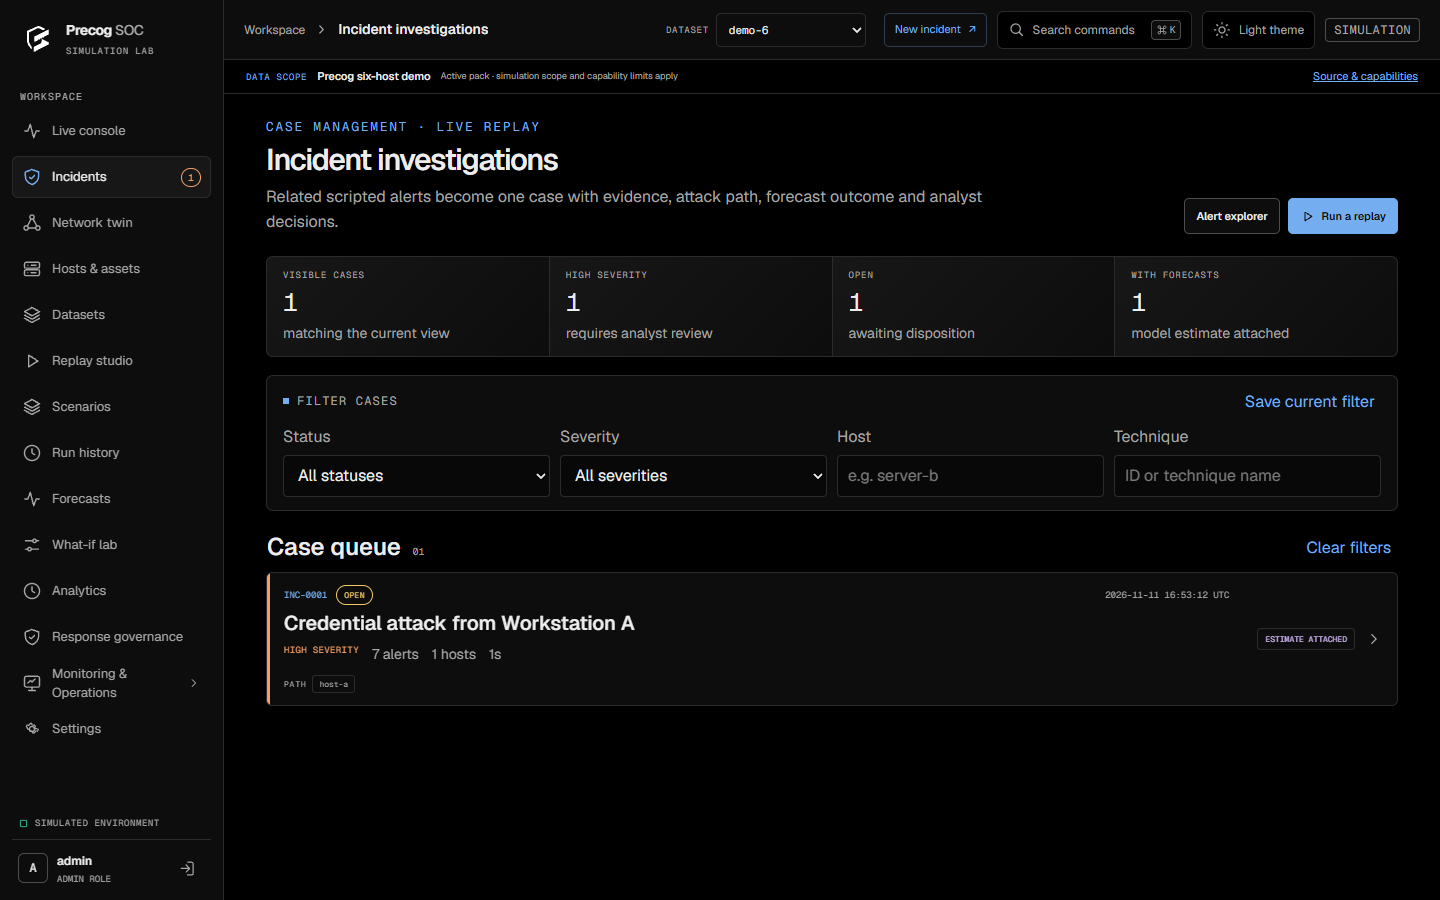 Precog SOC
SIMULATION LAB
WORKSPACE
Live console
Incidents
1
Network twin
Hosts & assets
Datasets
Replay studio
Scenarios
Run history
Forecasts
What-if lab
Analytics
Response governance
Monitoring &
Operations
Settings
SIMULATED ENVIRONMENT
A
admin
ADMIN ROLE
Workspace
Incident investigations
DATASET
demo-6
New incident
Search commands
⌘ K
Light theme
SIMULATION
DATA SCOPE Precog six-host demo Active pack · simulation scope and capability limits apply
Source & capabilities
CASE MANAGEMENT · LIVE REPLAY
Incident investigations
Related scripted alerts become one case with evidence, attack path, forecast outcome and analyst
decisions.
Alert explorer
Run a replay
VISIBLE CASES
1
matching the current view
HIGH SEVERITY
1
requires analyst review
OPEN
1
awaiting disposition
WITH FORECASTS
1
model estimate attached
FILTER CASES
Save current filter
Status
All statuses
Severity
All severities
Host
e.g. server-b
Technique
ID or technique name
Case queue 01
Clear filters
INC-0001 OPEN
2026-11-11 16:53:12 UTC
Credential attack from Workstation A
HIGH SEVERITY 7 alerts 1 hosts 1s
ESTIMATE ATTACHED
PATH host-a